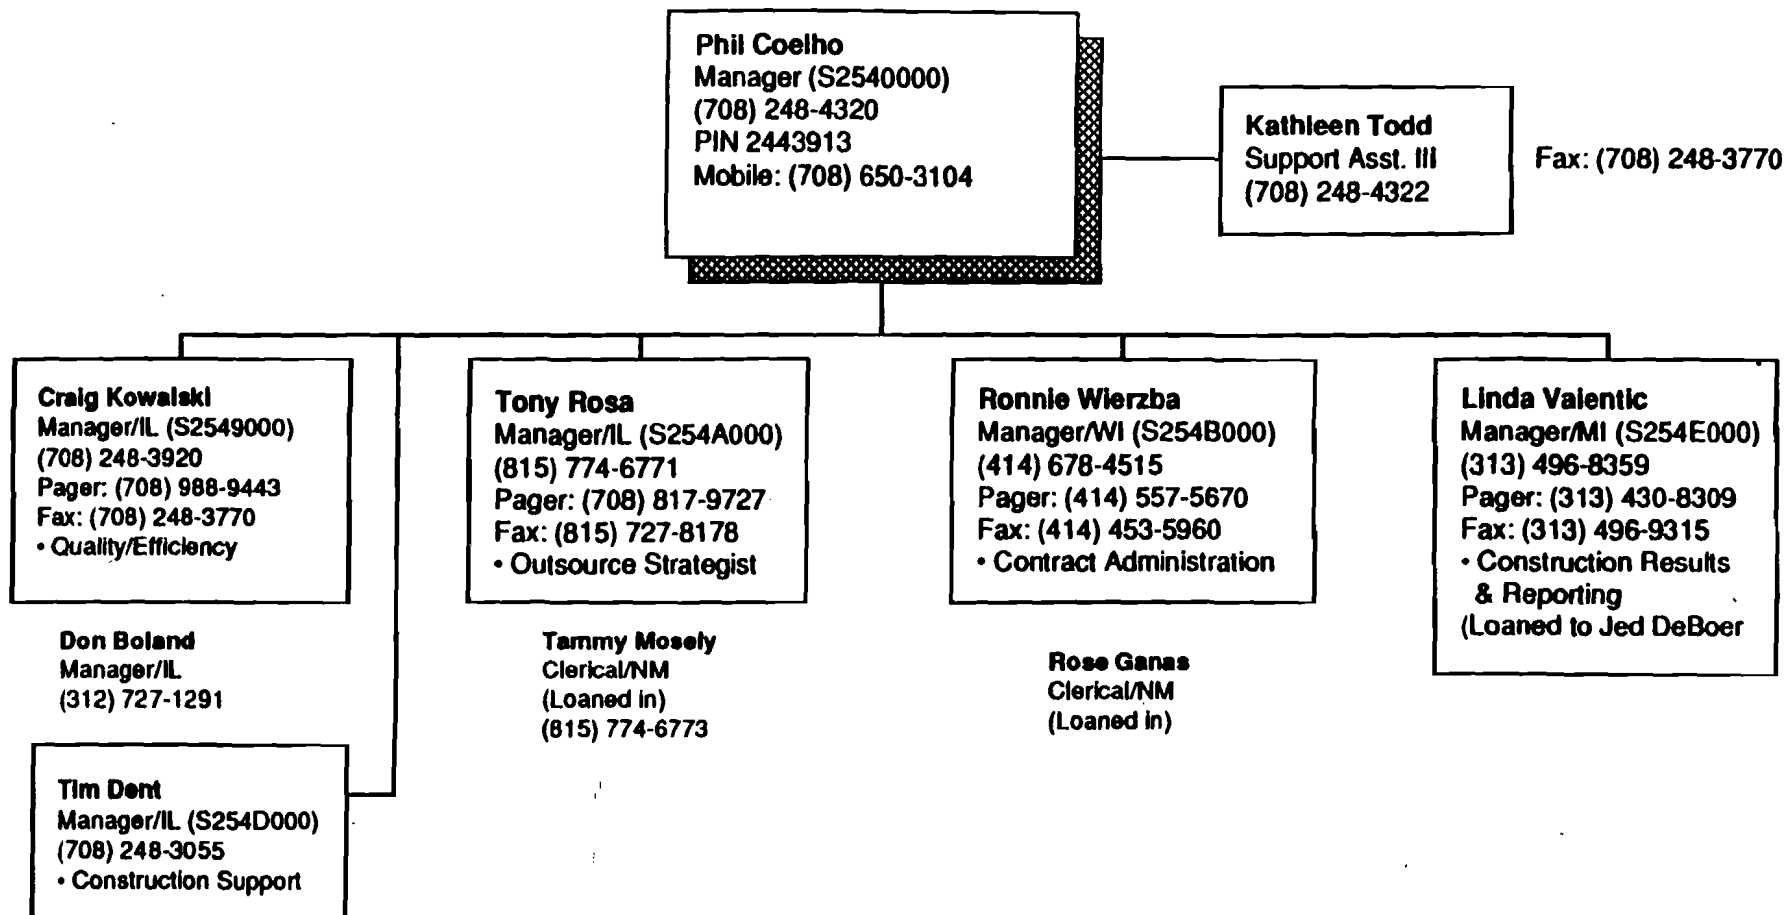 Phil Coelho
Manager (S2540000)
(708) 248-4320
PIN 2443913
Mobile: (708) 650-3104
Kathleen Todd
Support Asst. III
(708) 248-4322
Fax: (708) 248-3770
Craig Kowalski
Manager/IL (S2549000)
(708) 248-3920
Pager: (708) 988-9443
Fax: (708) 248-3770
• Quality/Efficiency
Don Boland
Manager/IL
(312) 727-1291
Tim Dent
Manager/IL (S254D000)
(708) 248-3055
• Construction Support
Tony Rosa
Manager/IL (S254A000)
(815) 774-6771
Pager: (708) 817-9727
Fax: (815) 727-8178
• Outsource Strategist
Tammy Mosely
Clerical/NM
(Loaned in)
(815) 774-6773
Ronnie Wierzba
Manager/WI (S254B000)
(414) 678-4515
Pager: (414) 557-5670
Fax: (414) 453-5960
• Contract Administration
Rose Ganas
Clerical/NM
(Loaned in)
Linda Valentic
Manager/MI (S254E000)
(313) 496-8359
Pager: (313) 430-8309
Fax: (313) 496-9315
• Construction Results
& Reporting
(Loaned to Jed DeBoer